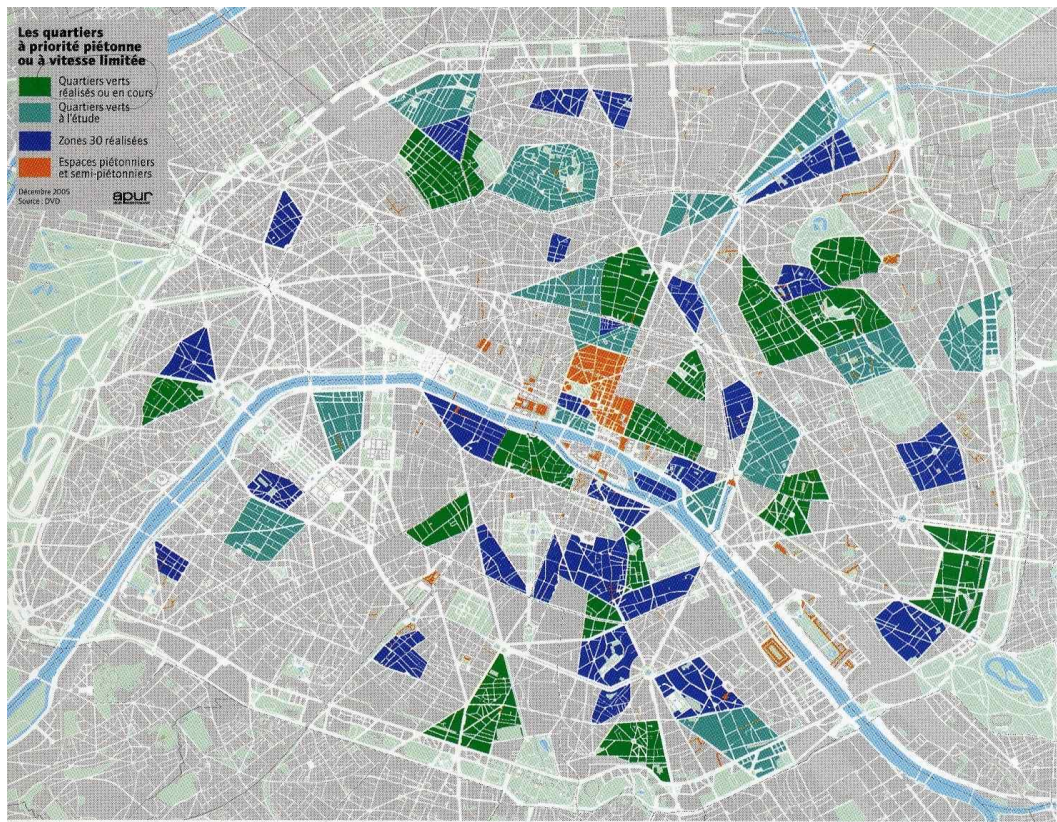 Les quartiers
à priorité piétonne
ou à vitesse limitée
Quartiers verts
réalisés ou en cours
Quartiers verts
à l'étude
Zones 30 réalisées
Espaces piétonniers
et semi-piétonniers
Décembre 2005
Source : DVD
apur